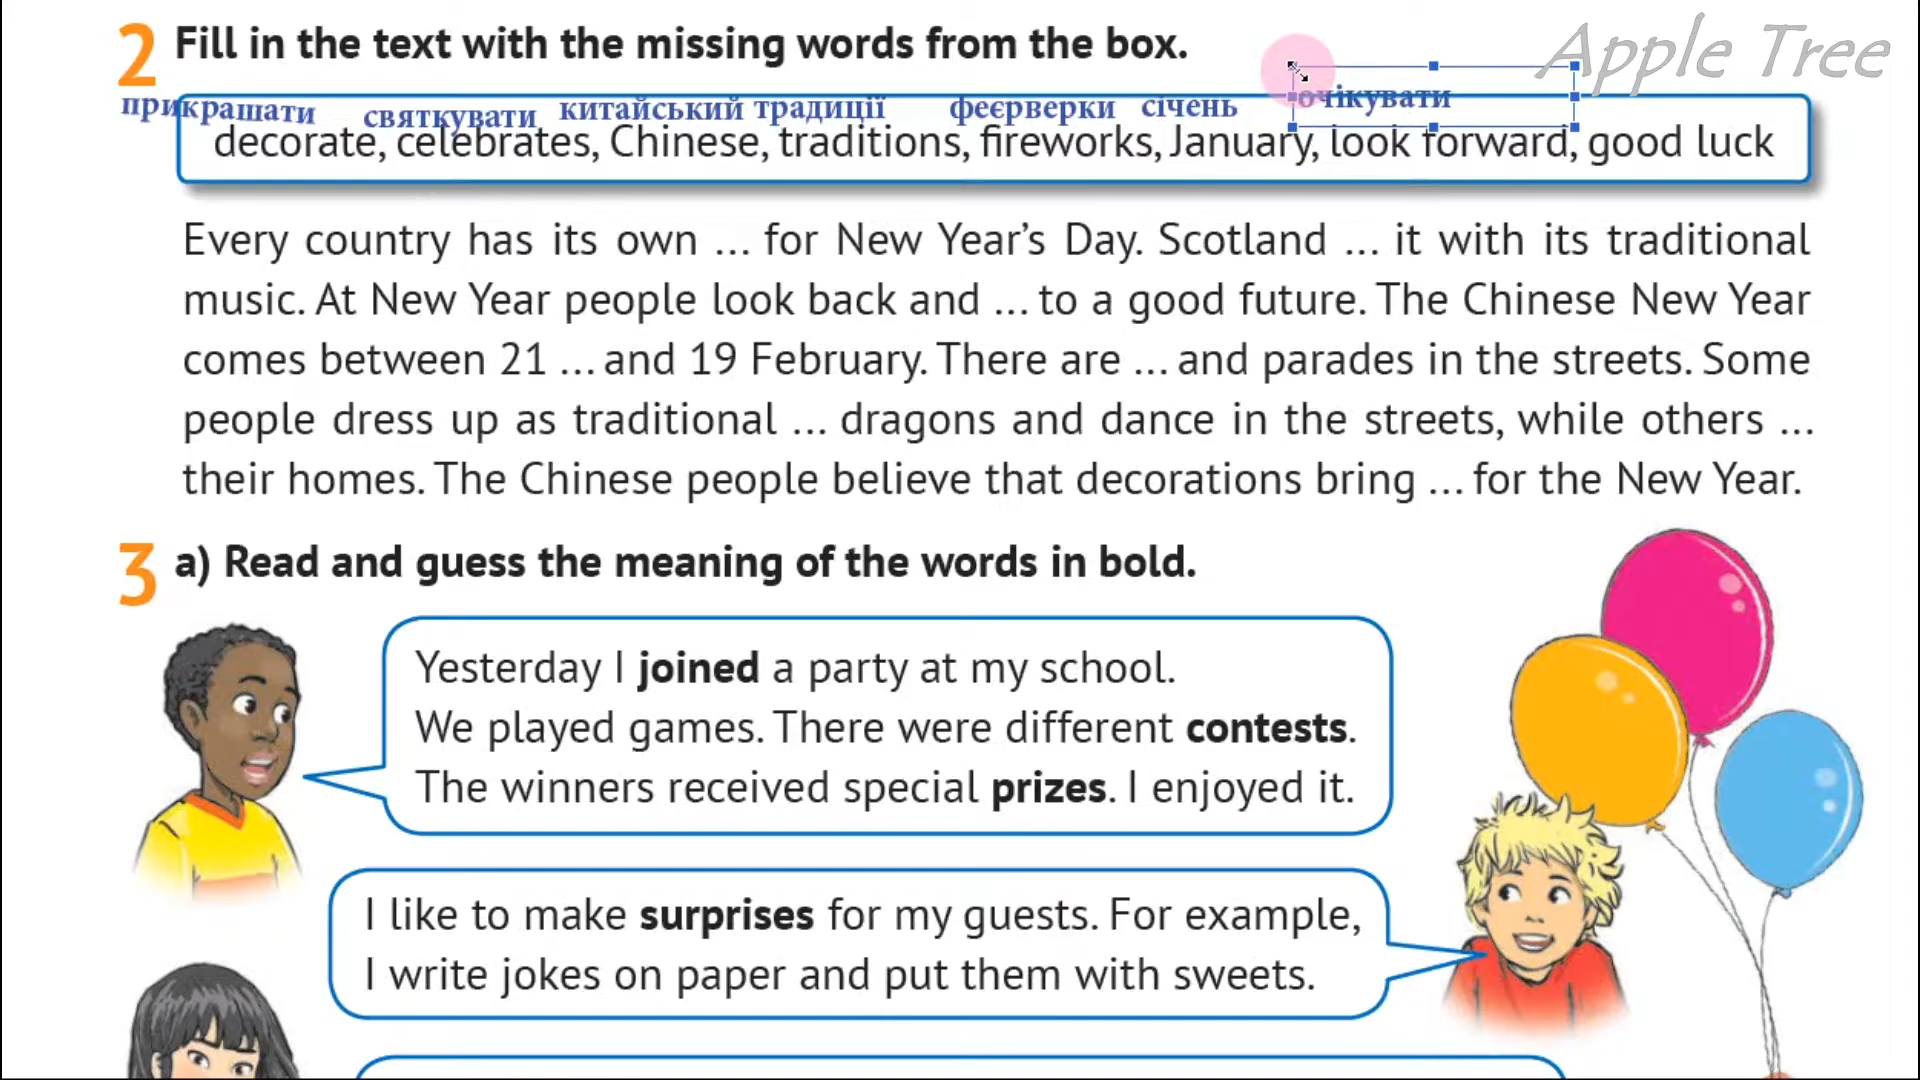 Apple Tree
2 Fill in the text with the missing words from the box.
прикрашати святкувати китайський традиції феєрверки січень очікувати
decorate, celebrates, Chinese, traditions, fireworks, January, look forward, good luck
Every country has its own ... for New Year’s Day. Scotland ... it with its traditional
music. At New Year people look back and ... to a good future. The Chinese New Year
comes between 21 ... and 19 February. There are ... and parades in the streets. Some
people dress up as traditional ... dragons and dance in the streets, while others ...
their homes. The Chinese people believe that decorations bring ... for the New Year.
3 a) Read and guess the meaning of the words in bold.
Yesterday I joined a party at my school.
We played games. There were different contests.
The winners received special prizes. I enjoyed it.
I like to make surprises for my guests. For example,
I write jokes on paper and put them with sweets.